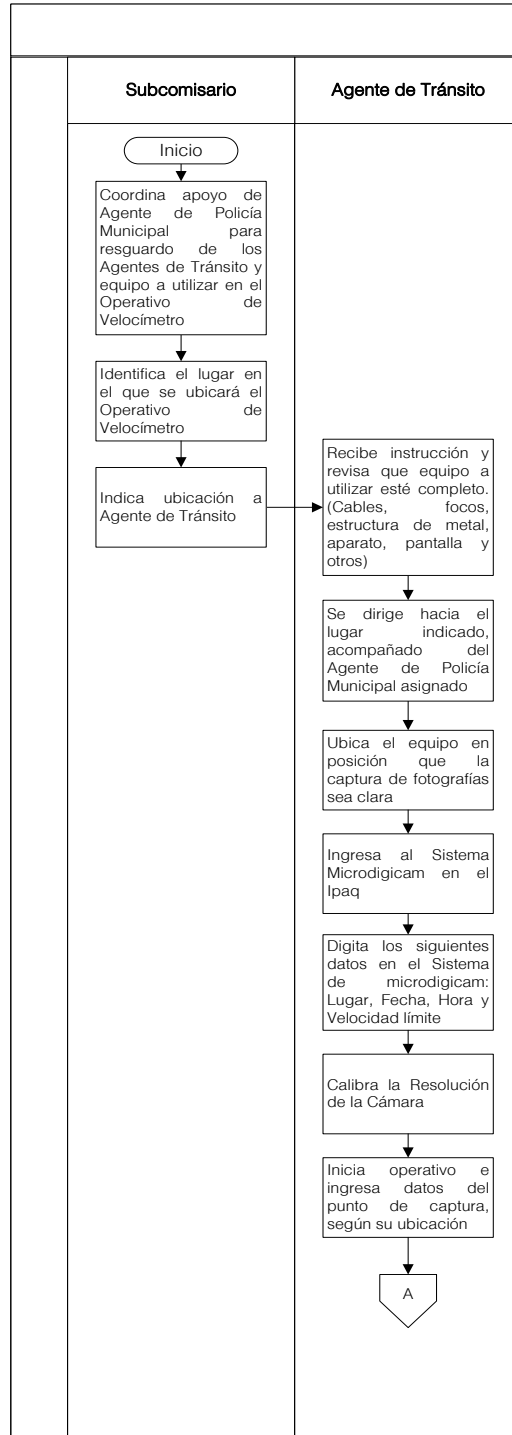 Subcomisario
Agente de Tránsito
Inicio
Coordina apoyo de
Agente de Policía
Municipal para
resguardo de los
Agentes de Tránsito y
equipo a utilizar en el
Operativo de
Velocímetro
Identifica el lugar en
el que se ubicará el
Operativo de
Velocímetro
Indica ubicación a
Agente de Tránsito
Recibe instrucción y
revisa que equipo a
utilizar esté completo.
(Cables, focos,
estructura de metal,
aparato, pantalla y
otros)
Se dirige hacia el
lugar indicado,
acompañado del
Agente de Policía
Municipal asignado
Ubica el equipo en
posición que la
captura de fotografías
sea clara
Ingresa al Sistema
Microdigicam en el
Ipaq
Digita los siguientes
datos en el Sistema
de microdigicam:
Lugar, Fecha, Hora y
Velocidad límite
Calibra la Resolución
de la Cámara
Inicia operativo e
ingresa datos del
punto de captura,
según su ubicación
A